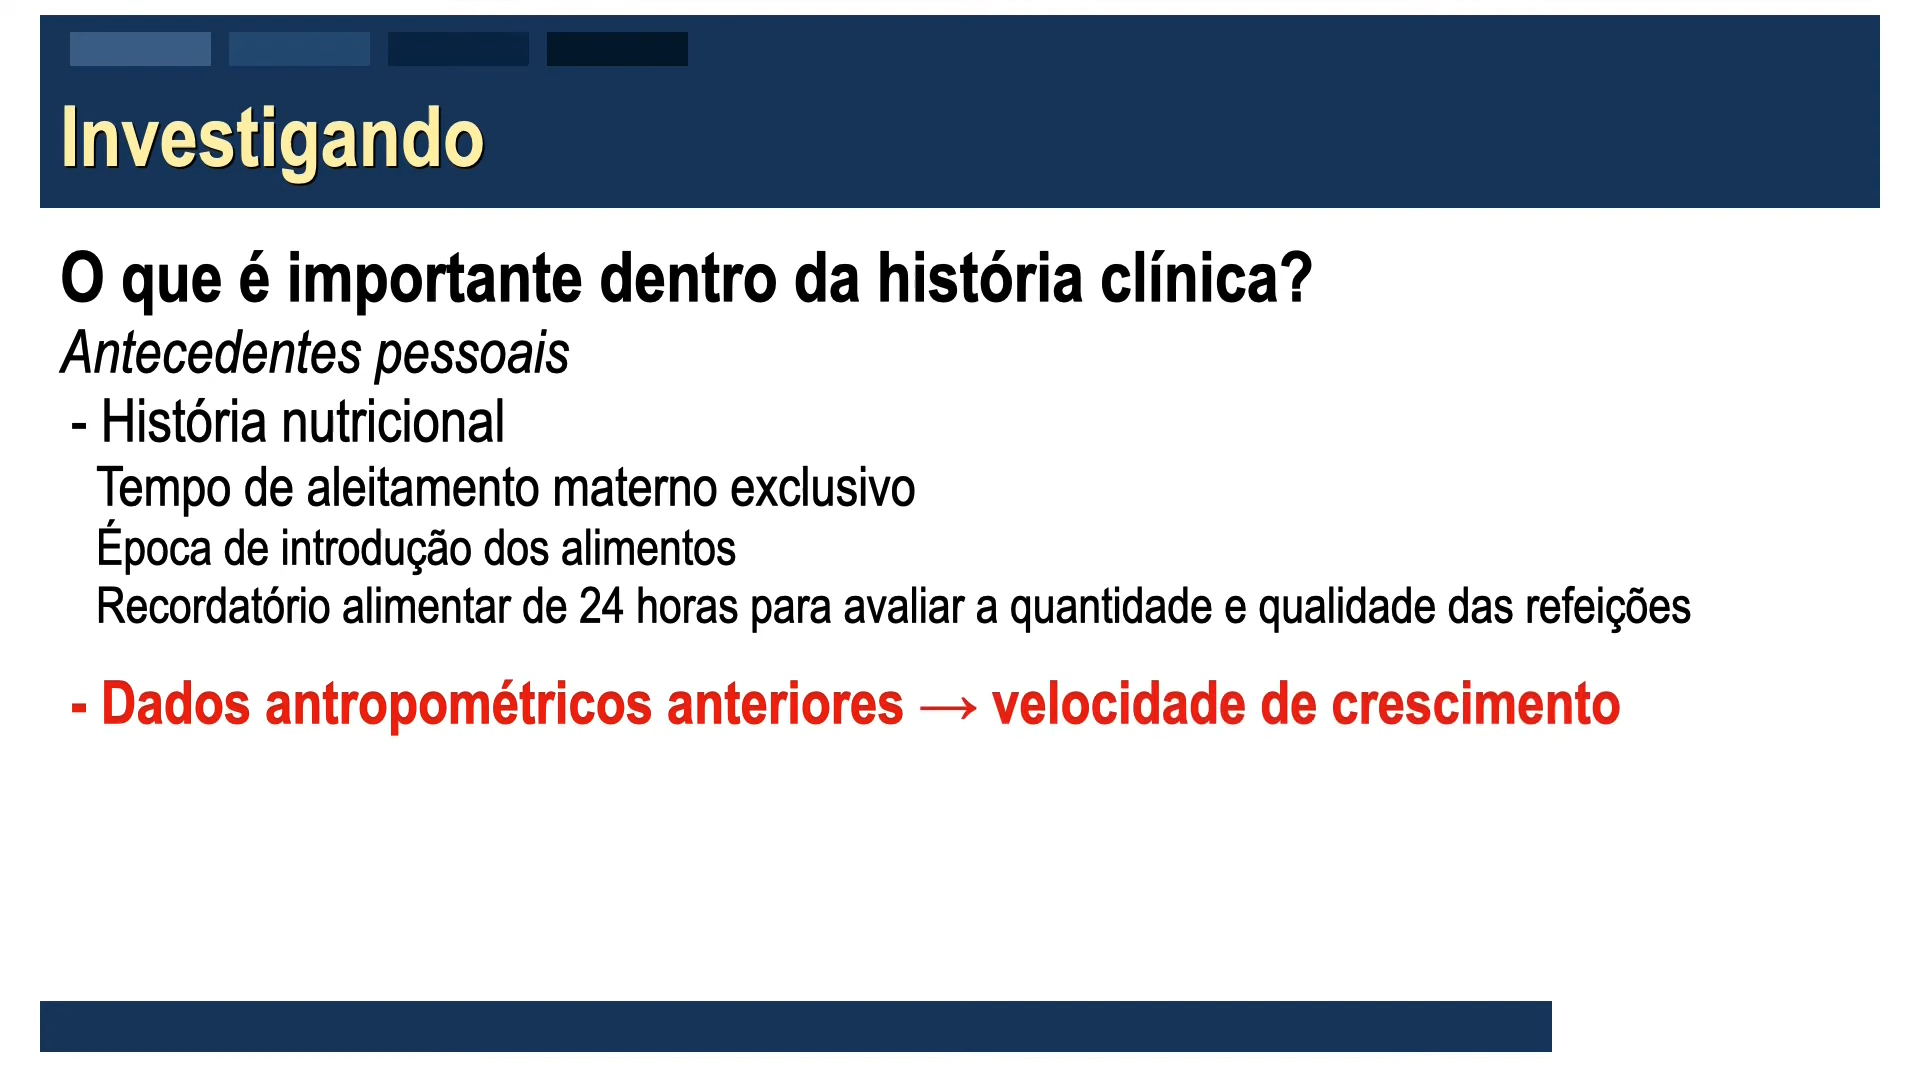 Investigando
O que é importante dentro da história clínica?
Antecedentes pessoais
- História nutricional
Tempo de aleitamento materno exclusivo
Época de introdução dos alimentos
Recordatório alimentar de 24 horas para avaliar a quantidade e qualidade das refeições
- Dados antropométricos anteriores → velocidade de crescimento